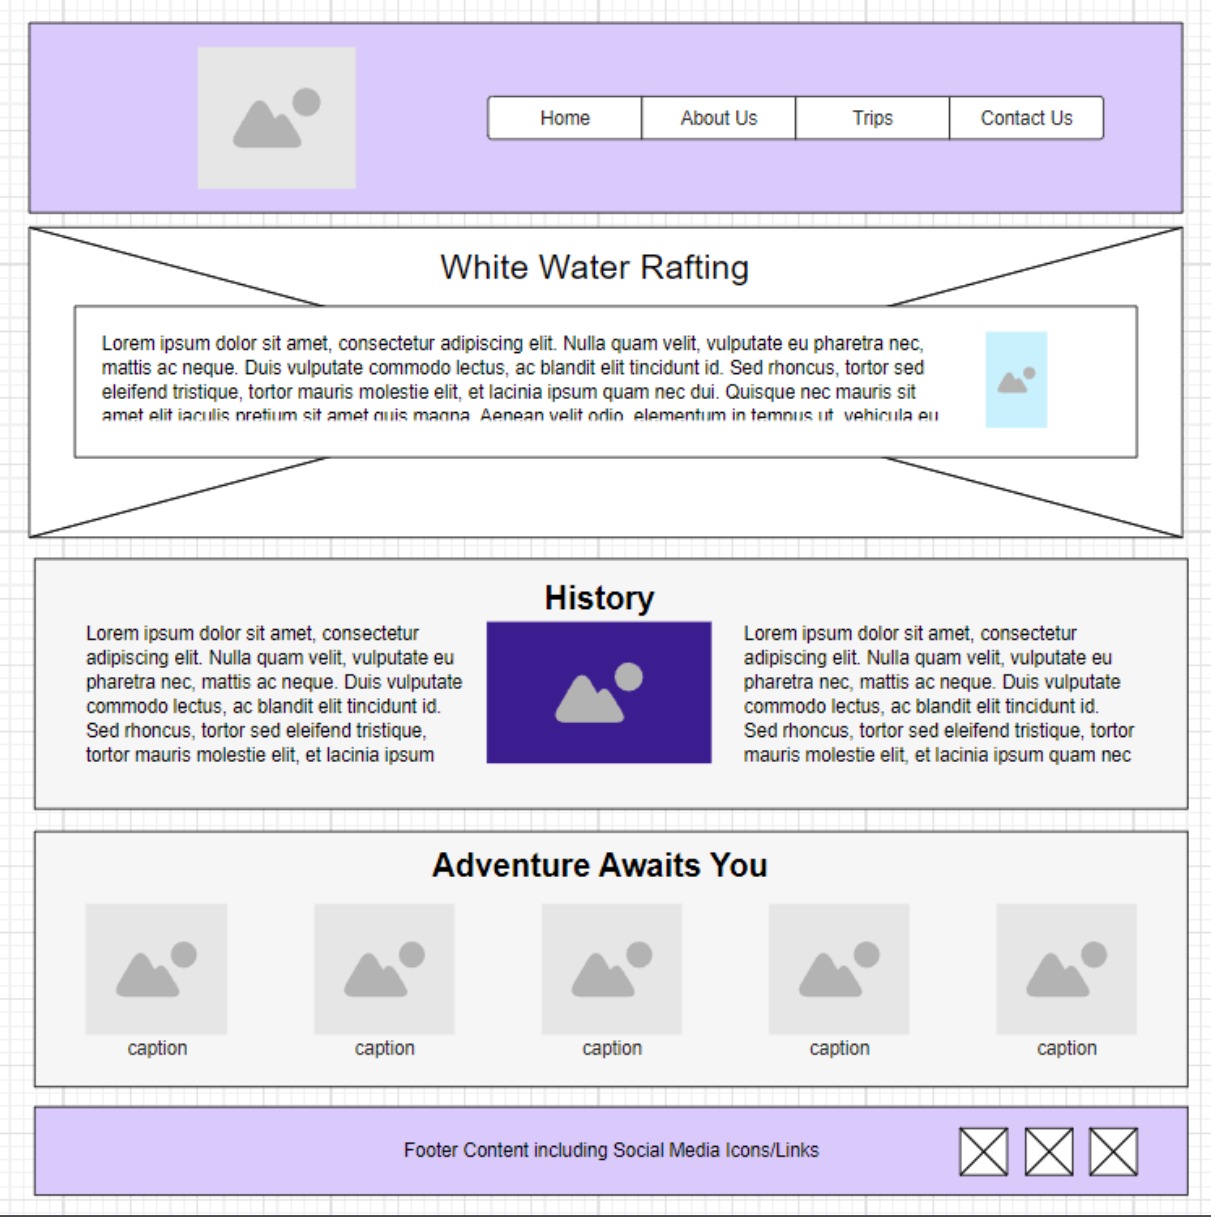 Home
About Us
Trips
Contact Us
White Water Rafting
Lorem ipsum dolor sit amet, consectetur adipiscing elit. Nulla quam velit, vulputate eu pharetra nec,
mattis ac neque. Duis vulputate commodo lectus, ac blandit elit tincidunt id. Sed rhoncus, tortor sed
eleifend tristique, tortor mauris molestie elit, et lacinia ipsum quam nec dui. Quisque nec mauris sit
amet elit iaculis pretium sit amet quis magna. Aenean velit odio, elementum in tempus ut, vehicula eu
History
Lorem ipsum dolor sit amet, consectetur
adipiscing elit. Nulla quam velit, vulputate eu
pharetra nec, mattis ac neque. Duis vulputate
commodo lectus, ac blandit elit tincidunt id.
Sed rhoncus, tortor sed eleifend tristique,
tortor mauris molestie elit, et lacinia ipsum
Lorem ipsum dolor sit amet, consectetur
adipiscing elit. Nulla quam velit, vulputate eu
pharetra nec, mattis ac neque. Duis vulputate
commodo lectus, ac blandit elit tincidunt id.
Sed rhoncus, tortor sed eleifend tristique, tortor
mauris molestie elit, et lacinia ipsum quam nec
Adventure Awaits You
caption
caption
caption
caption
caption
Footer Content including Social Media Icons/Links